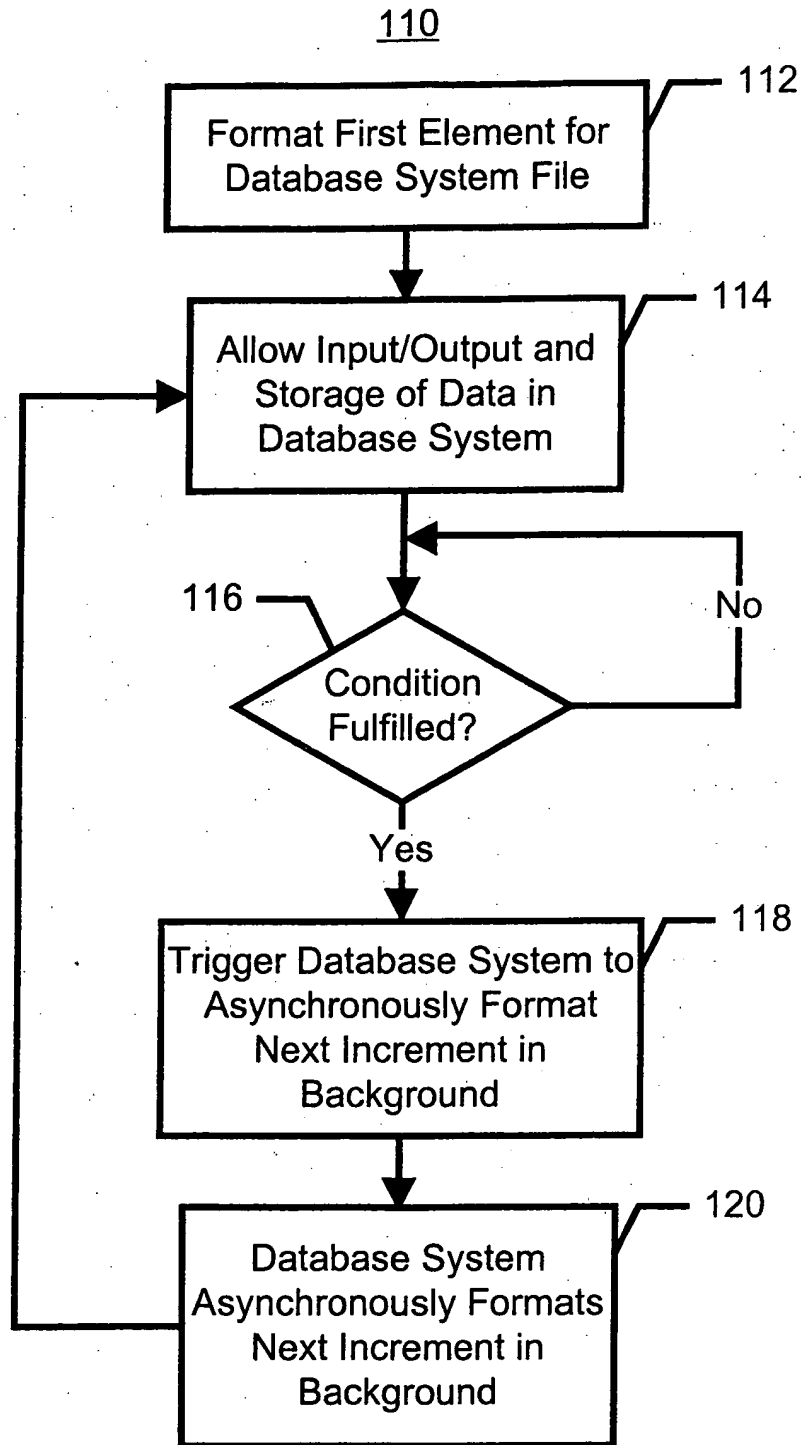 110
112
Format First Element for
Database System File
114
Allow Input/Output and
Storage of Data in
Database System
116
No
Condition
Fulfilled?
Yes
118
Trigger Database System to
Asynchronously Format
Next Increment in
Background
120
Database System
Asynchronously Formats
Next Increment in
Background